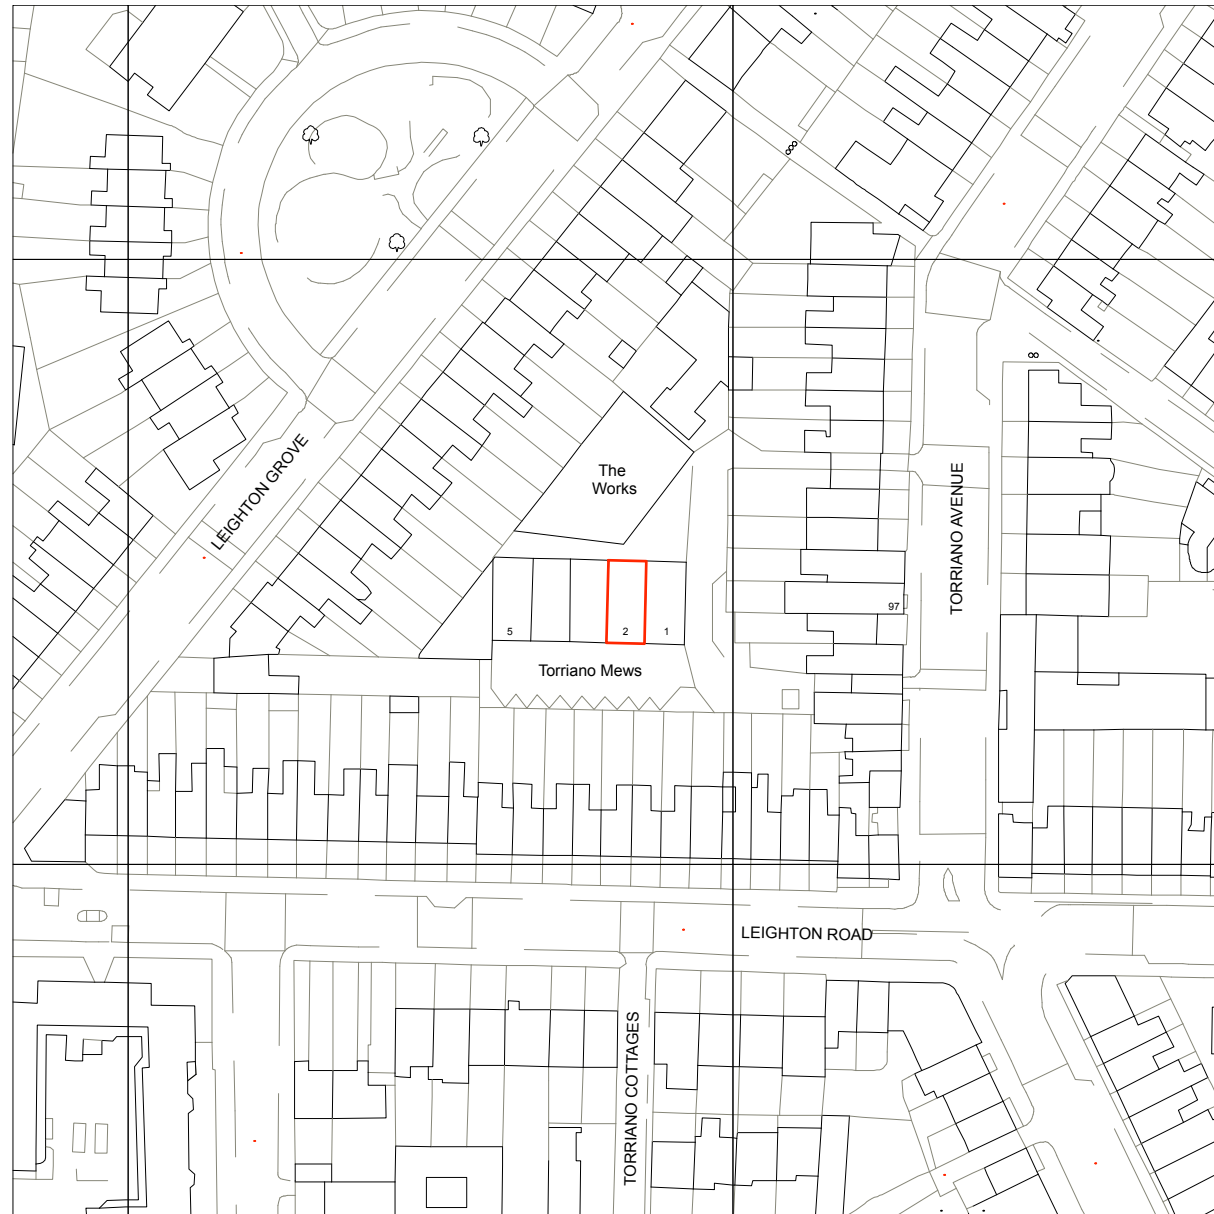 LEIGHTON GROVE
The
Works
TORRIANO AVENUE
97
5
2
1
Torriano Mews
LEIGHTON ROAD
TORRIANO COTTAGES